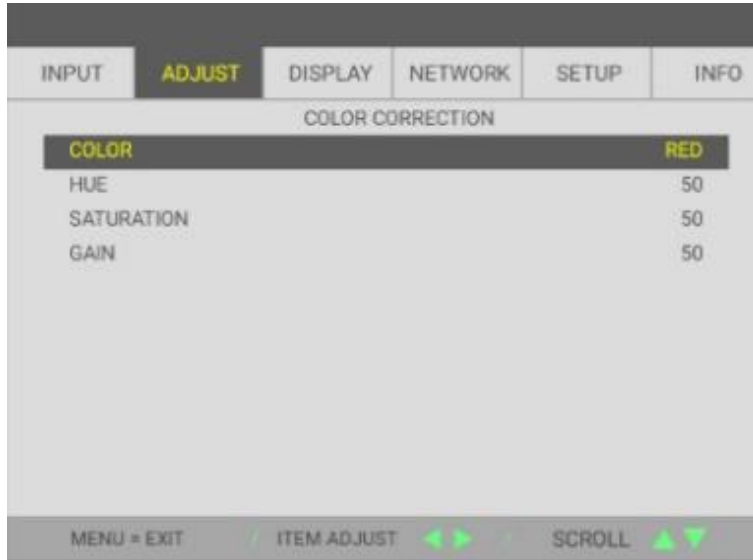 INPUT ADJUST DISPLAY NETWORK SETUP INFO
COLOR CORRECTION
COLOR RED
HUE 50
SATURATION 50
GAIN 50
MENU = EXIT / ITEM ADJUST ◀ ▶ / SCROLL ▲ ▼